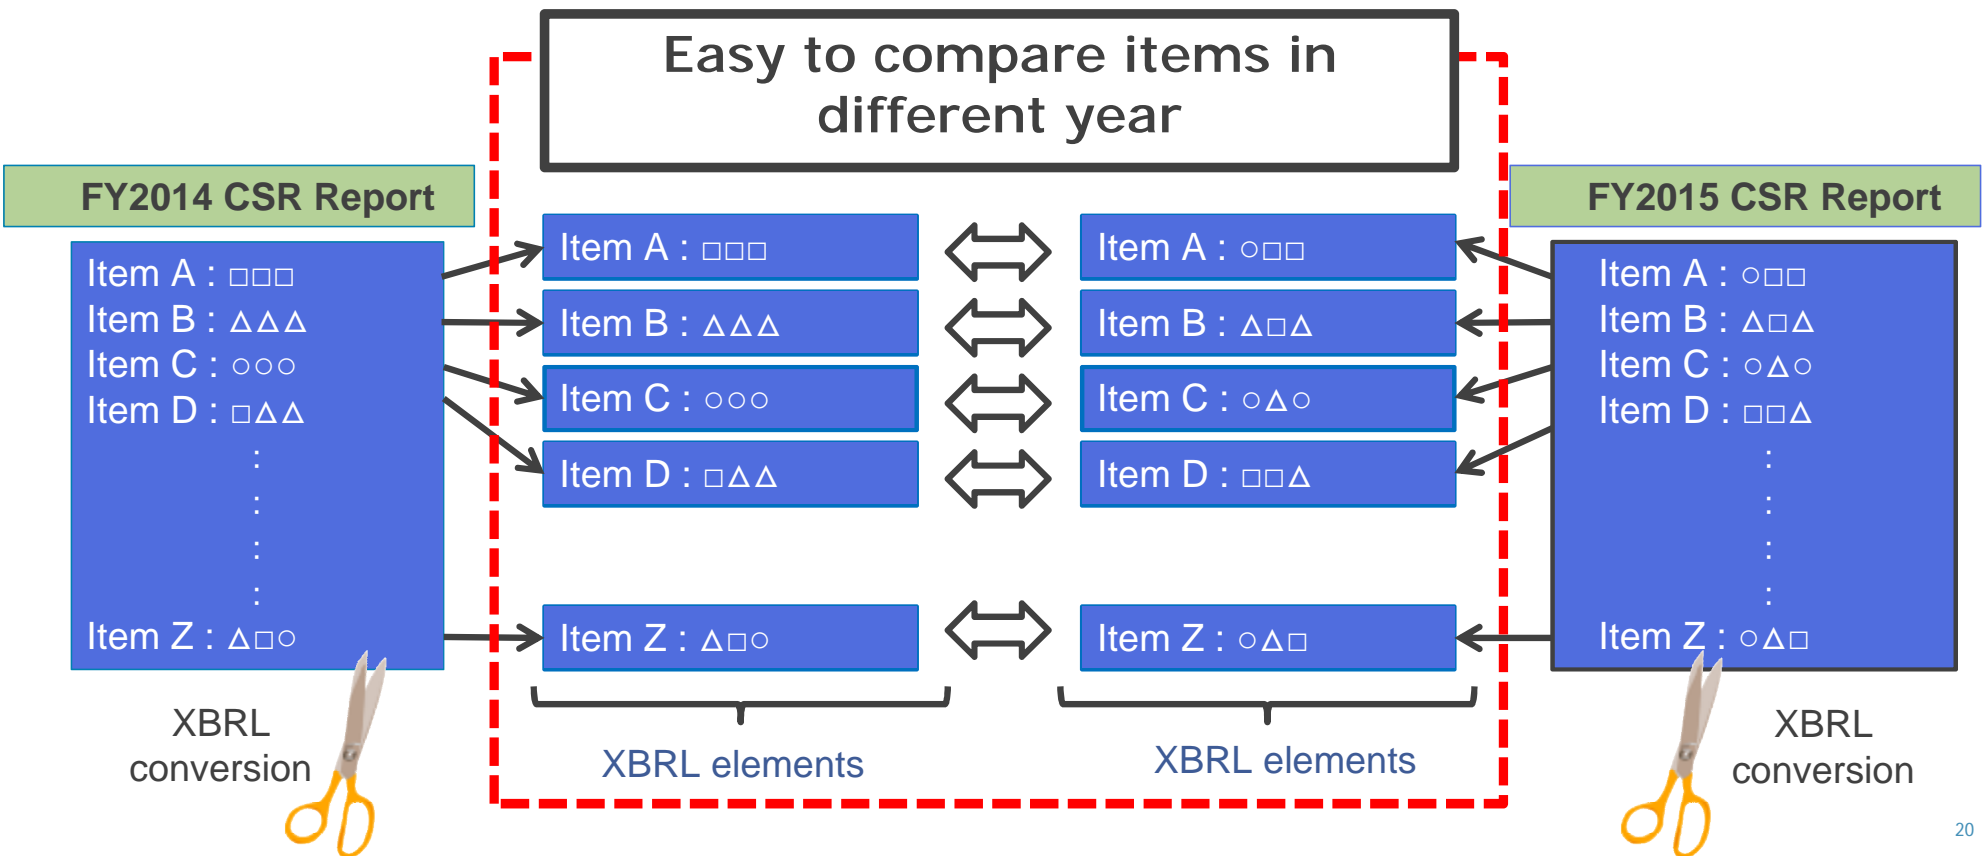 Easy to compare items in
different year
FY2014 CSR Report
Item A : □□□
Item B : △△△
Item C : ○○○
Item D : □△△
:
:
:
:
Item Z : △□○
XBRL
conversion
Item A : □□□
Item B : △△△
Item C : ○○○
Item D : □△△
Item Z : △□○
XBRL elements
Item A : ○□□
Item B : △□△
Item C : ○△○
Item D : □□△
Item Z : ○△□
XBRL elements
FY2015 CSR Report
Item A : ○□□
Item B : △□△
Item C : ○△○
Item D : □□△
:
:
:
:
Item Z : ○△□
XBRL
conversion
20